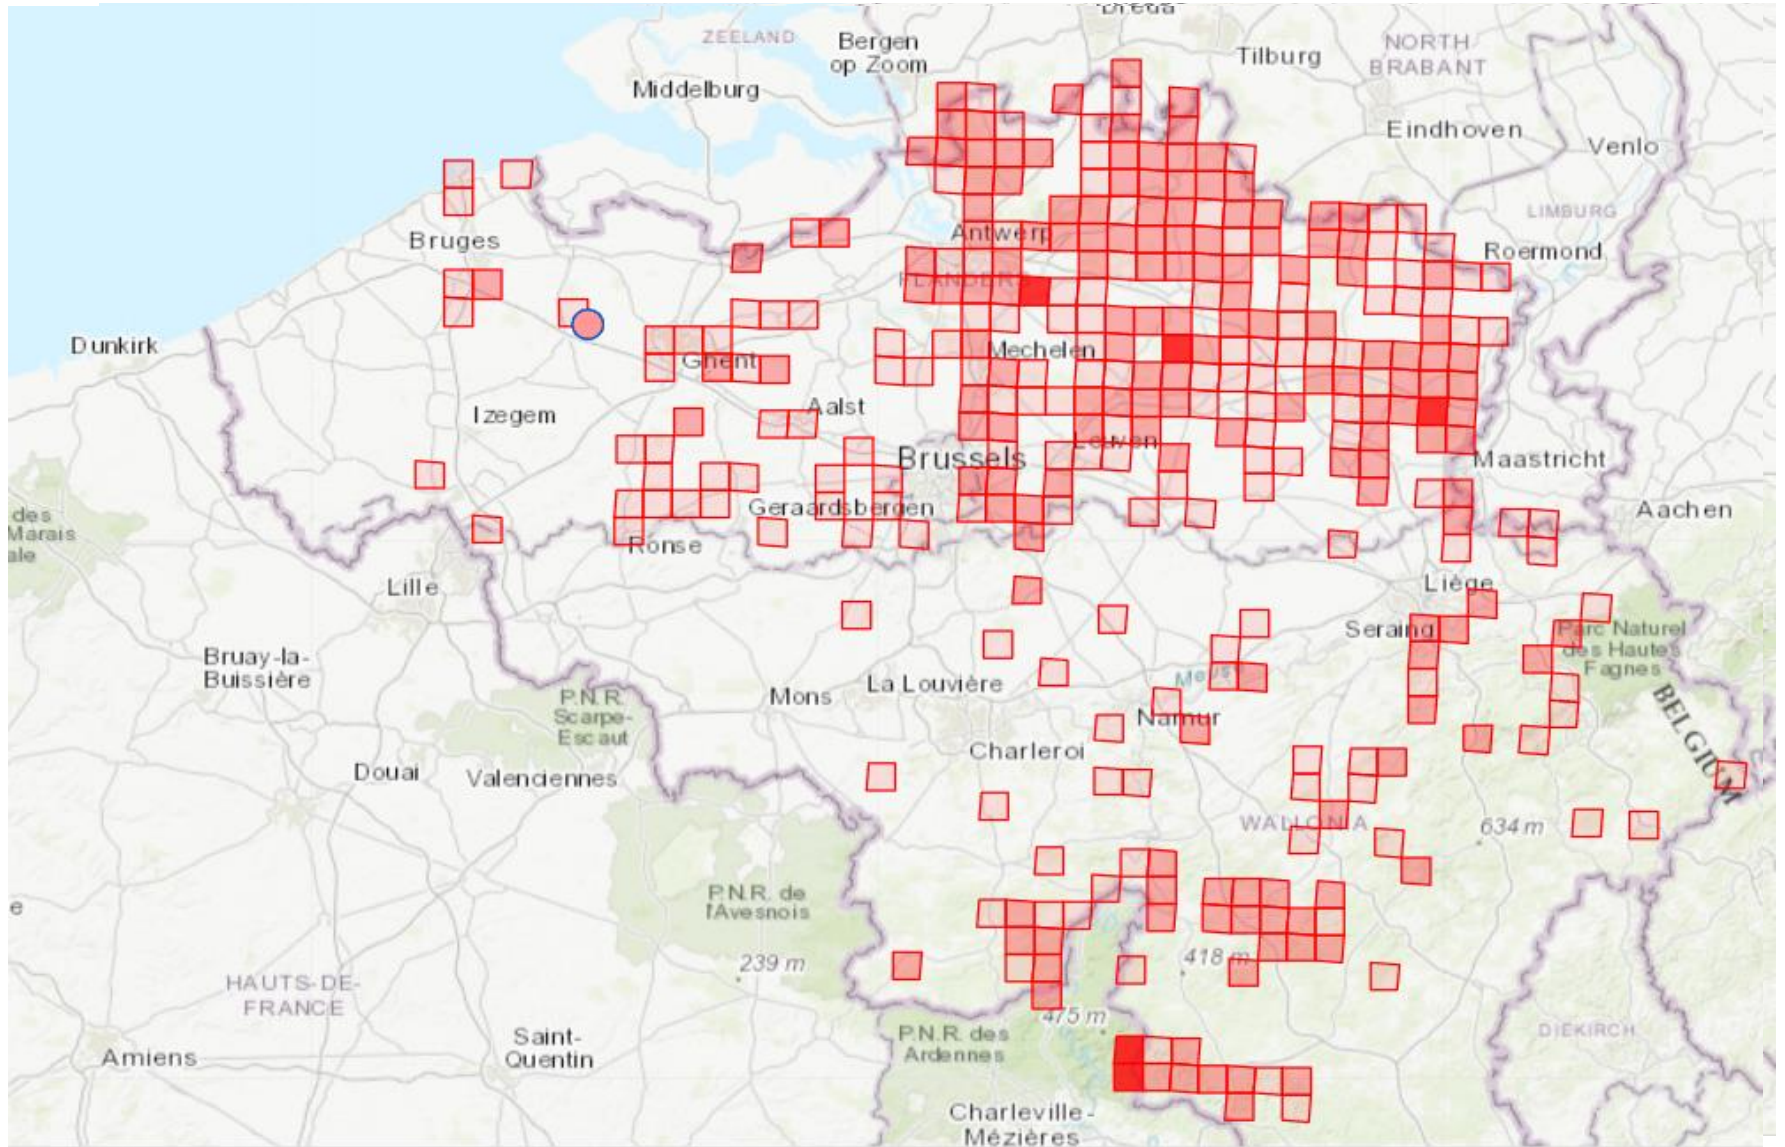 Breda
ZEELAND
Bergen
op Zoom
Tilburg
NORTH
BRABANT
Middelburg
Eindhoven
Venlo
LIMBURG
Bruges
Antwerp
Roermond
FLANDERS
Dunkirk
Ghent
Mechelen
Izegem
Aalst
Leuven
Brussels
Maastricht
des
Marais
ale
Geraardsbergen
Aachen
Ronse
Lille
Liège
Seraing
Parc Naturel
des Hautes
Fagnes
Bruay-la-
Buissière
Meuse
P.N.R.
Scarpe-
Escaut
Mons
La Louvière
Namur
BELGIUM
Charleroi
Douai
Valenciennes
WALLONIA
634 m
P.N.R. de
l'Avesnois
e
239 m
418 m
HAUTS-DE-
FRANCE
475 m
P.N.R. des
Ardennes
DIEKIRCH
Amiens
Saint-
Quentin
Charleville-
Mézières